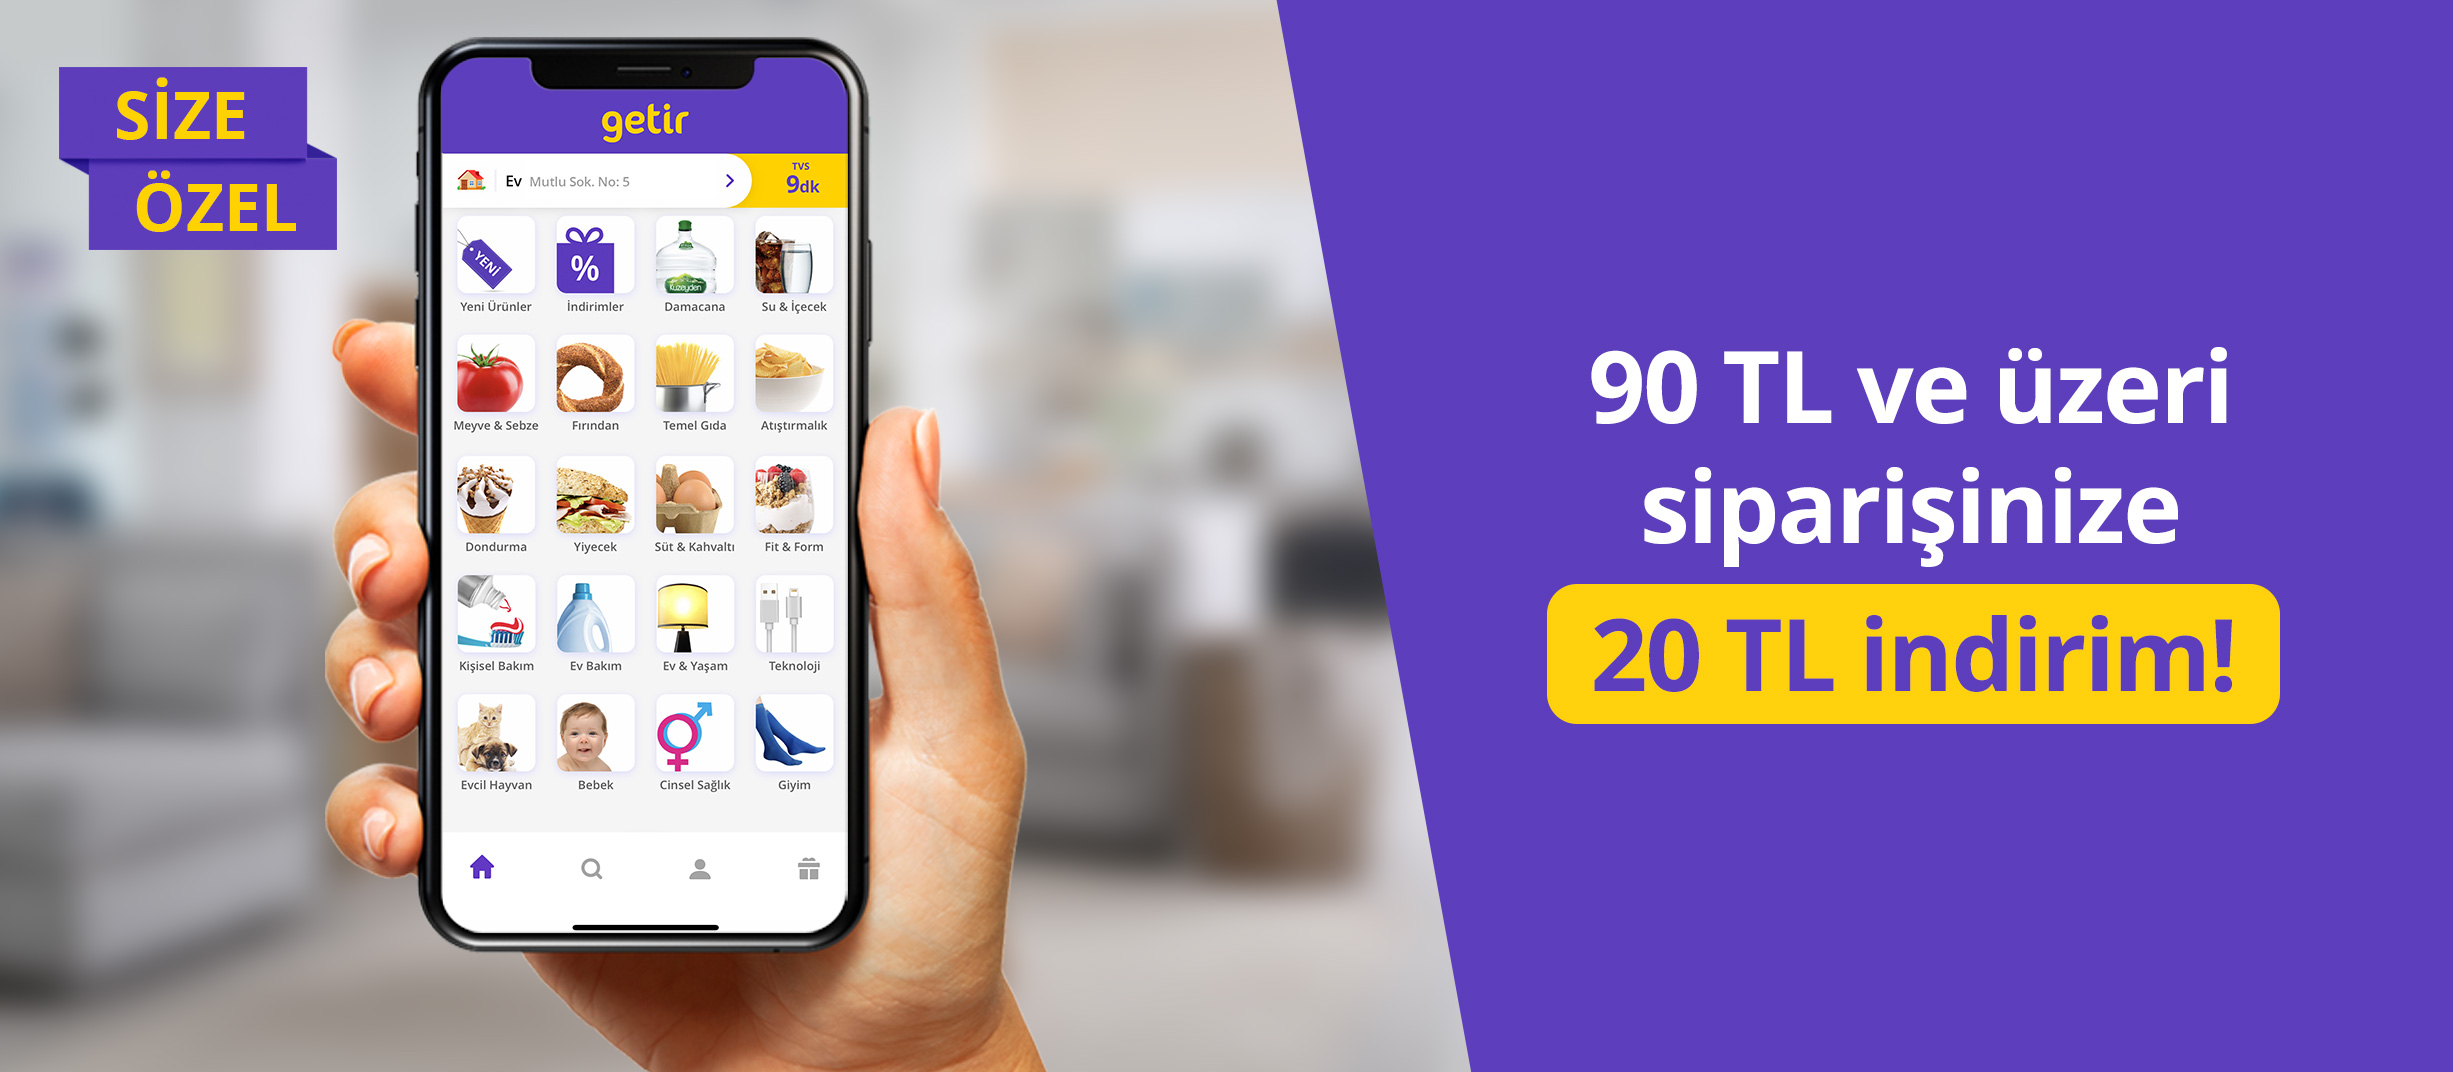 SİZE
ÖZEL
getir
Ev Mutlu Sok. No: 5
TVS
9dk
YENİ
%
Kuzeyden
Yeni Ürünler
İndirimler
Damacana
Su & İçecek
Meyve & Sebze
Fırından
Temel Gıda
Atıştırmalık
Dondurma
Yiyecek
Süt & Kahvaltı
Fit & Form
Kişisel Bakım
Ev Bakım
Ev & Yaşam
Teknoloji
Evcil Hayvan
Bebek
Cinsel Sağlık
Giyim
90 TL ve üzeri
siparişinize
20 TL indirim!